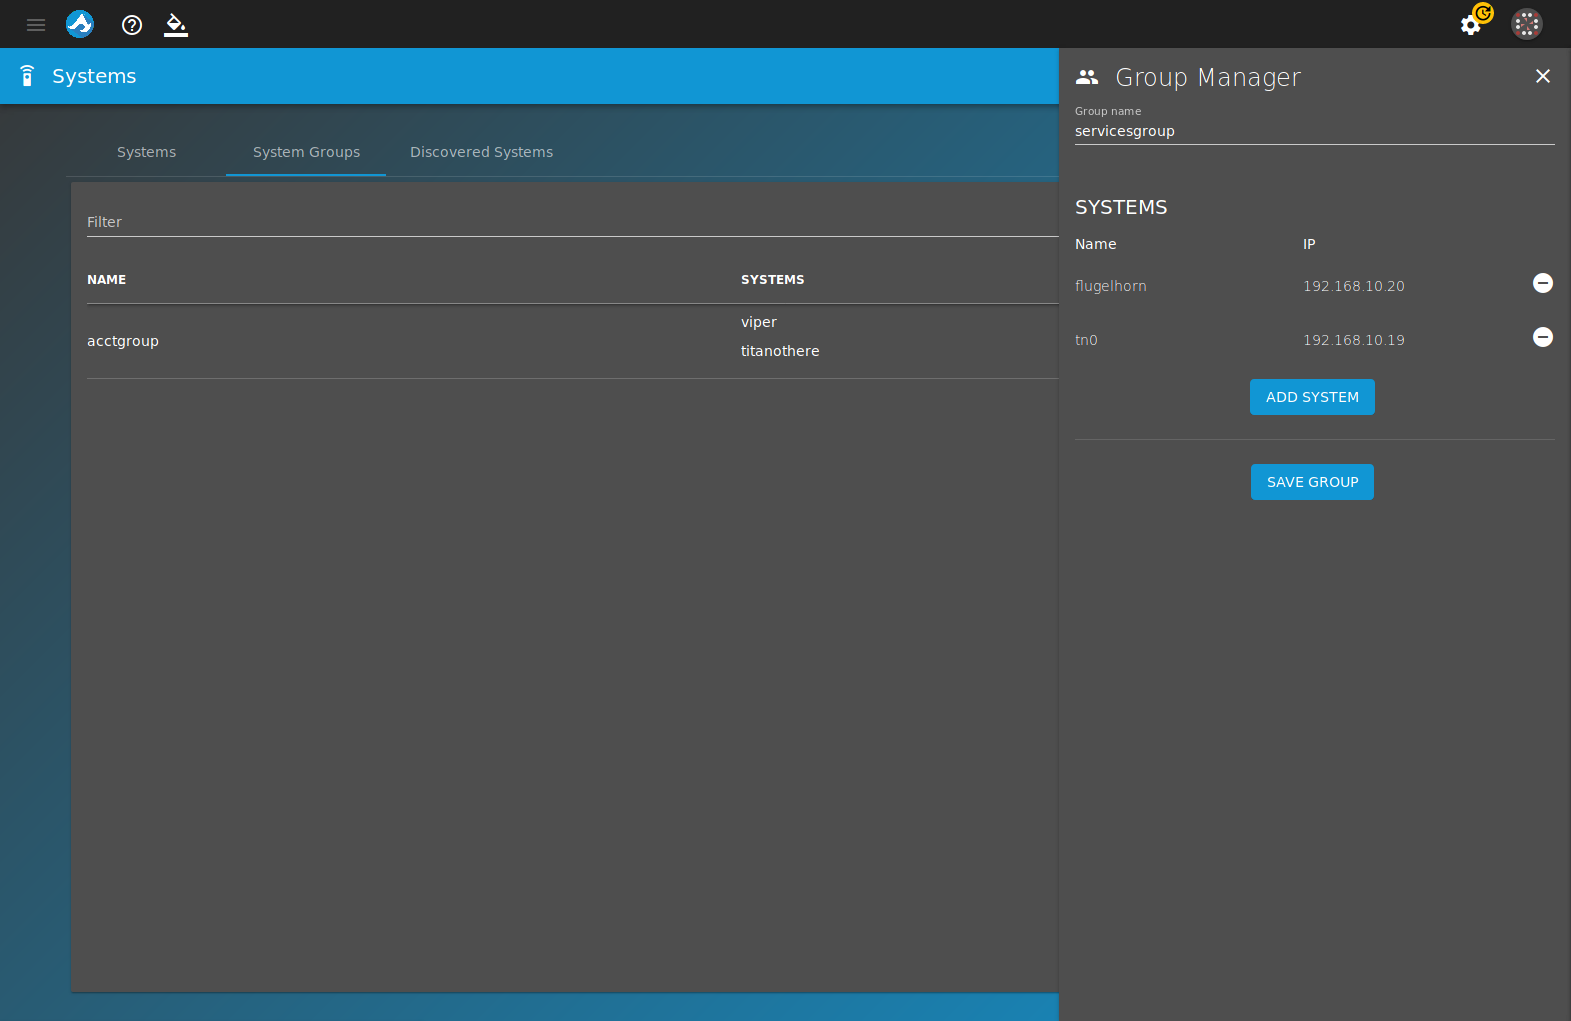 Systems
Group Manager
Group name
servicesgroup
Systems
System Groups
Discovered Systems
Filter
NAME
SYSTEMS
acctgroup
viper
titanothere
SYSTEMS
Name
IP
flugelhorn
192.168.10.20
tn0
192.168.10.19
ADD SYSTEM
SAVE GROUP